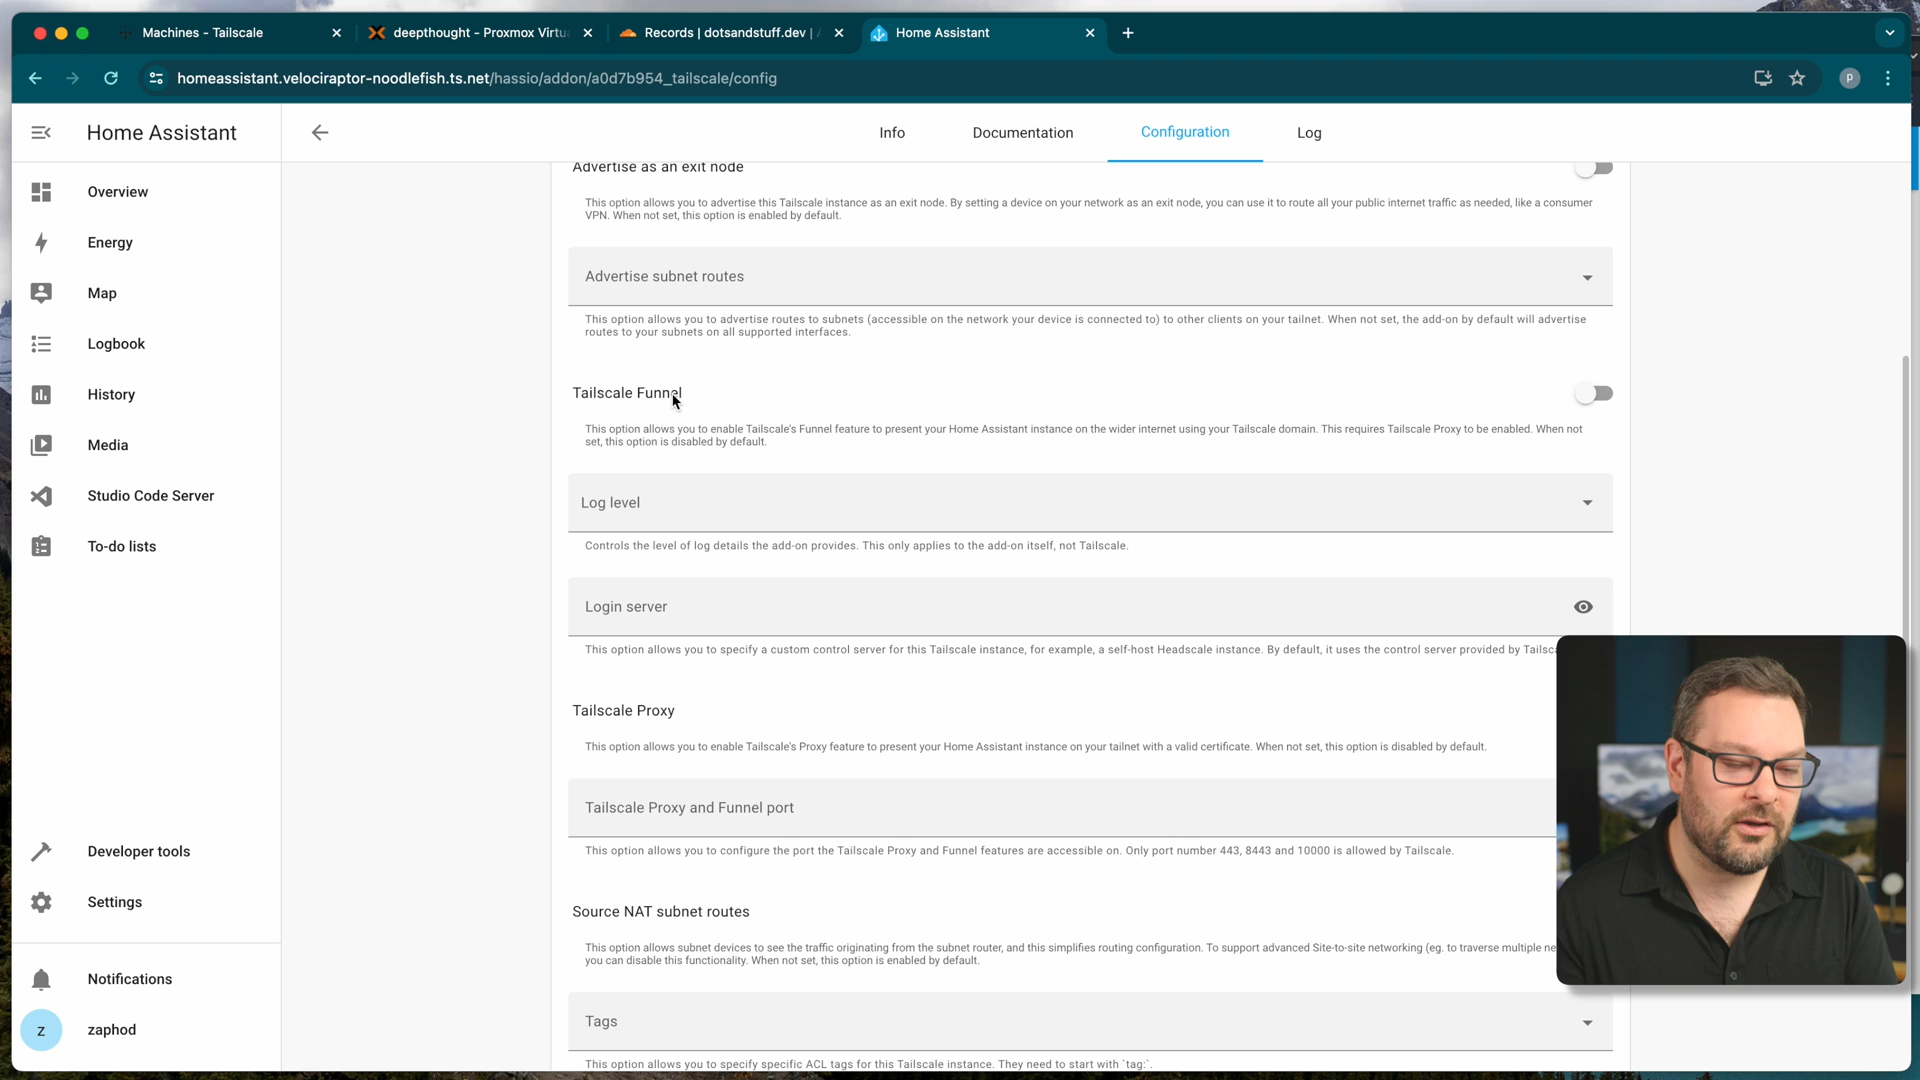 Machines - Tailscale
deepthought - Proxmox Virtu
Records | dotsandstuff.dev |
Home Assistant
homeassistant.velociraptor-noodlefish.ts.net/hassio/addon/a0d7b954_tailscale/config
P
Home Assistant
Info
Documentation
Configuration
Log
Overview
Energy
Map
Logbook
History
Media
Studio Code Server
To-do lists
Developer tools
Settings
Notifications
z
zaphod
Advertise as an exit node
This option allows you to advertise this Tailscale instance as an exit node. By setting a device on your network as an exit node, you can use it to route all your public internet traffic as needed, like a consumer
VPN. When not set, this option is enabled by default.
Advertise subnet routes
This option allows you to advertise routes to subnets (accessible on the network your device is connected to) to other clients on your tailnet. When not set, the add-on by default will advertise
routes to your subnets on all supported interfaces.
Tailscale Funnel
This option allows you to enable Tailscale's Funnel feature to present your Home Assistant instance on the wider internet using your Tailscale domain. This requires Tailscale Proxy to be enabled. When not
set, this option is disabled by default.
Log level
Controls the level of log details the add-on provides. This only applies to the add-on itself, not Tailscale.
Login server
This option allows you to specify a custom control server for this Tailscale instance, for example, a self-host Headscale instance. By default, it uses the control server provided by Tailsca
Tailscale Proxy
This option allows you to enable Tailscale's Proxy feature to present your Home Assistant instance on your tailnet with a valid certificate. When not set, this option is disabled by default.
Tailscale Proxy and Funnel port
This option allows you to configure the port the Tailscale Proxy and Funnel features are accessible on. Only port number 443, 8443 and 10000 is allowed by Tailscale.
Source NAT subnet routes
This option allows subnet devices to see the traffic originating from the subnet router, and this simplifies routing configuration. To support advanced Site-to-site networking (eg. to traverse multiple ne
you can disable this functionality. When not set, this option is enabled by default.
Tags
This option allows you to specify specific ACL tags for this Tailscale instance. They need to start with `tag:`.